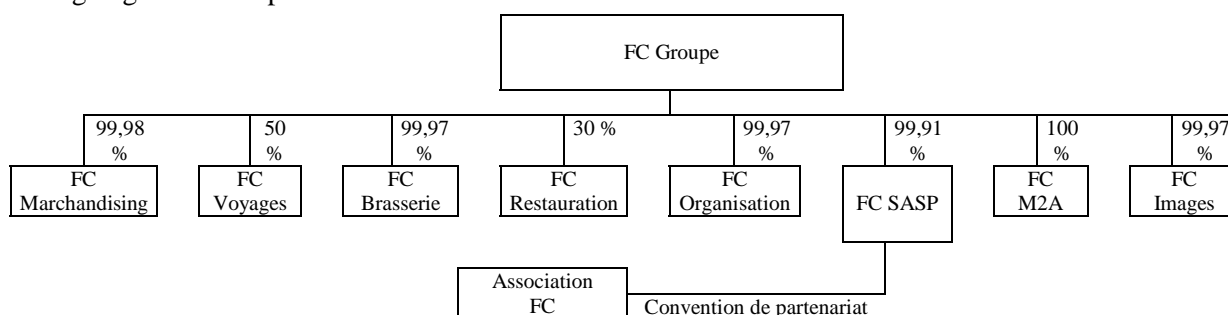 FC Groupe
99,98 %
50 %
99,97 %
30 %
99,97 %
99,91 %
100 %
99,97 %
FC
Marchandising
FC
Voyages
FC
Brasserie
FC
Restauration
FC
Organisation
FC SASP
FC
M2A
FC
Images
Association
FC
Convention de partenariat